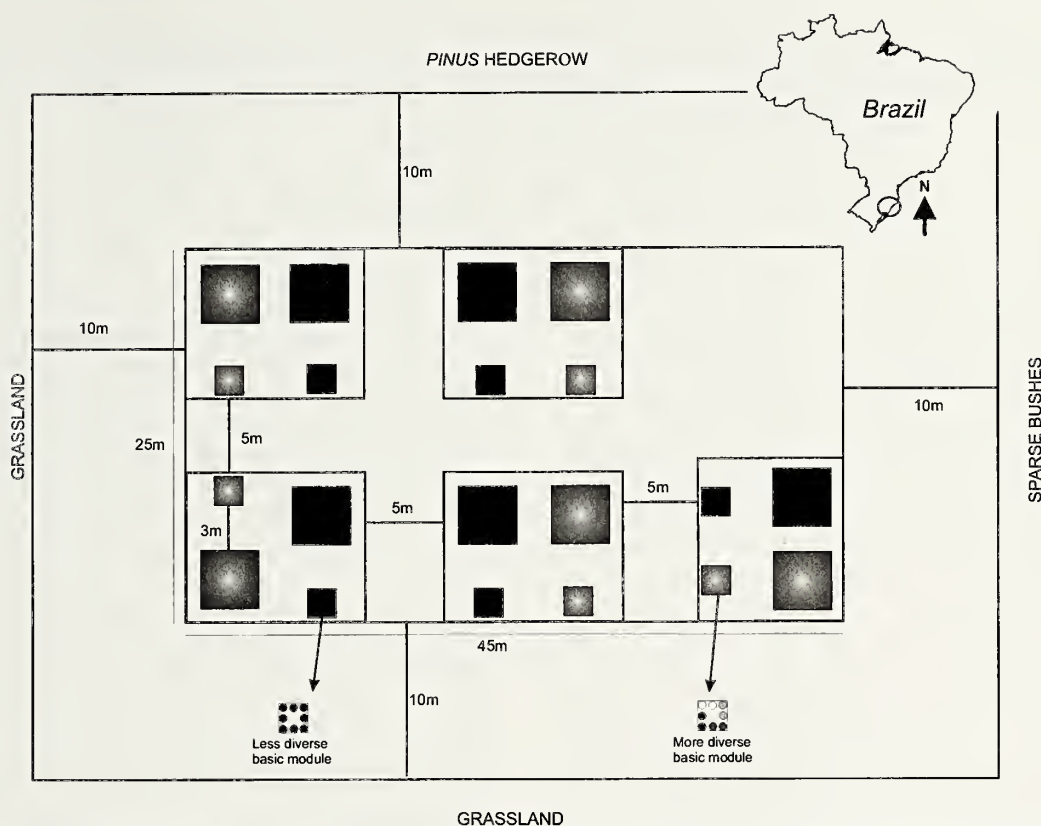 PINUS HEDGEROW
Brazil
N
10m
10m
GRASSLAND
25m
5m
3m
5m
5m
10m
SPARSE BUSHES
45m
10m
Less diverse
basic module
More diverse
basic module
GRASSLAND